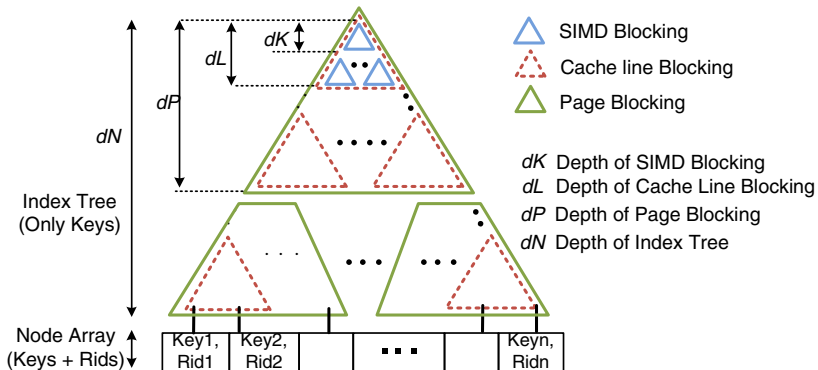 dK
dL
dP
dN
SIMD Blocking
Cache line Blocking
Page Blocking
dK Depth of SIMD Blocking
dL Depth of Cache Line Blocking
dP Depth of Page Blocking
dN Depth of Index Tree
Index Tree
(Only Keys)
Node Array
(Keys + Rids)
Key1,
Rid1
Key2,
Rid2
Keyn,
Ridn